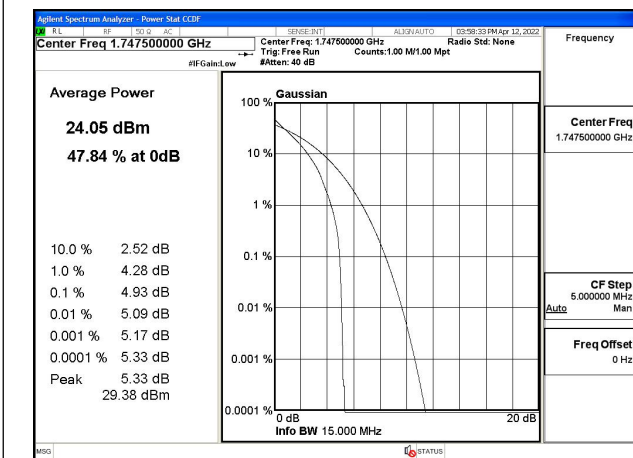 Agilent Spectrum Analyzer - Power Stat CCDF
LXI RL RF 50 Ω AC SENSE:INT ALIGNAUTO 03:58:33 PM Apr 12, 2022
Center Freq 1.747500000 GHz
Center Freq: 1.747500000 GHz Radio Std: None
Trig: Free Run Counts:1.00 M/1.00 Mpt
#IFGain:Low #Atten: 40 dB
Frequency
Average Power
24.05 dBm
47.84 % at 0dB
10.0 % 2.52 dB
1.0 % 4.28 dB
0.1 % 4.93 dB
0.01 % 5.09 dB
0.001 % 5.17 dB
0.0001 % 5.33 dB
Peak 5.33 dB
29.38 dBm
Gaussian
100 %
10 %
1 %
0.1 %
0.01 %
0.001 %
0.0001 %
0 dB 20 dB
Info BW 15.000 MHz
Center Freq
1.747500000 GHz
CF Step
5.000000 MHz
Auto Man
Freq Offset
0 Hz
MSG STATUS